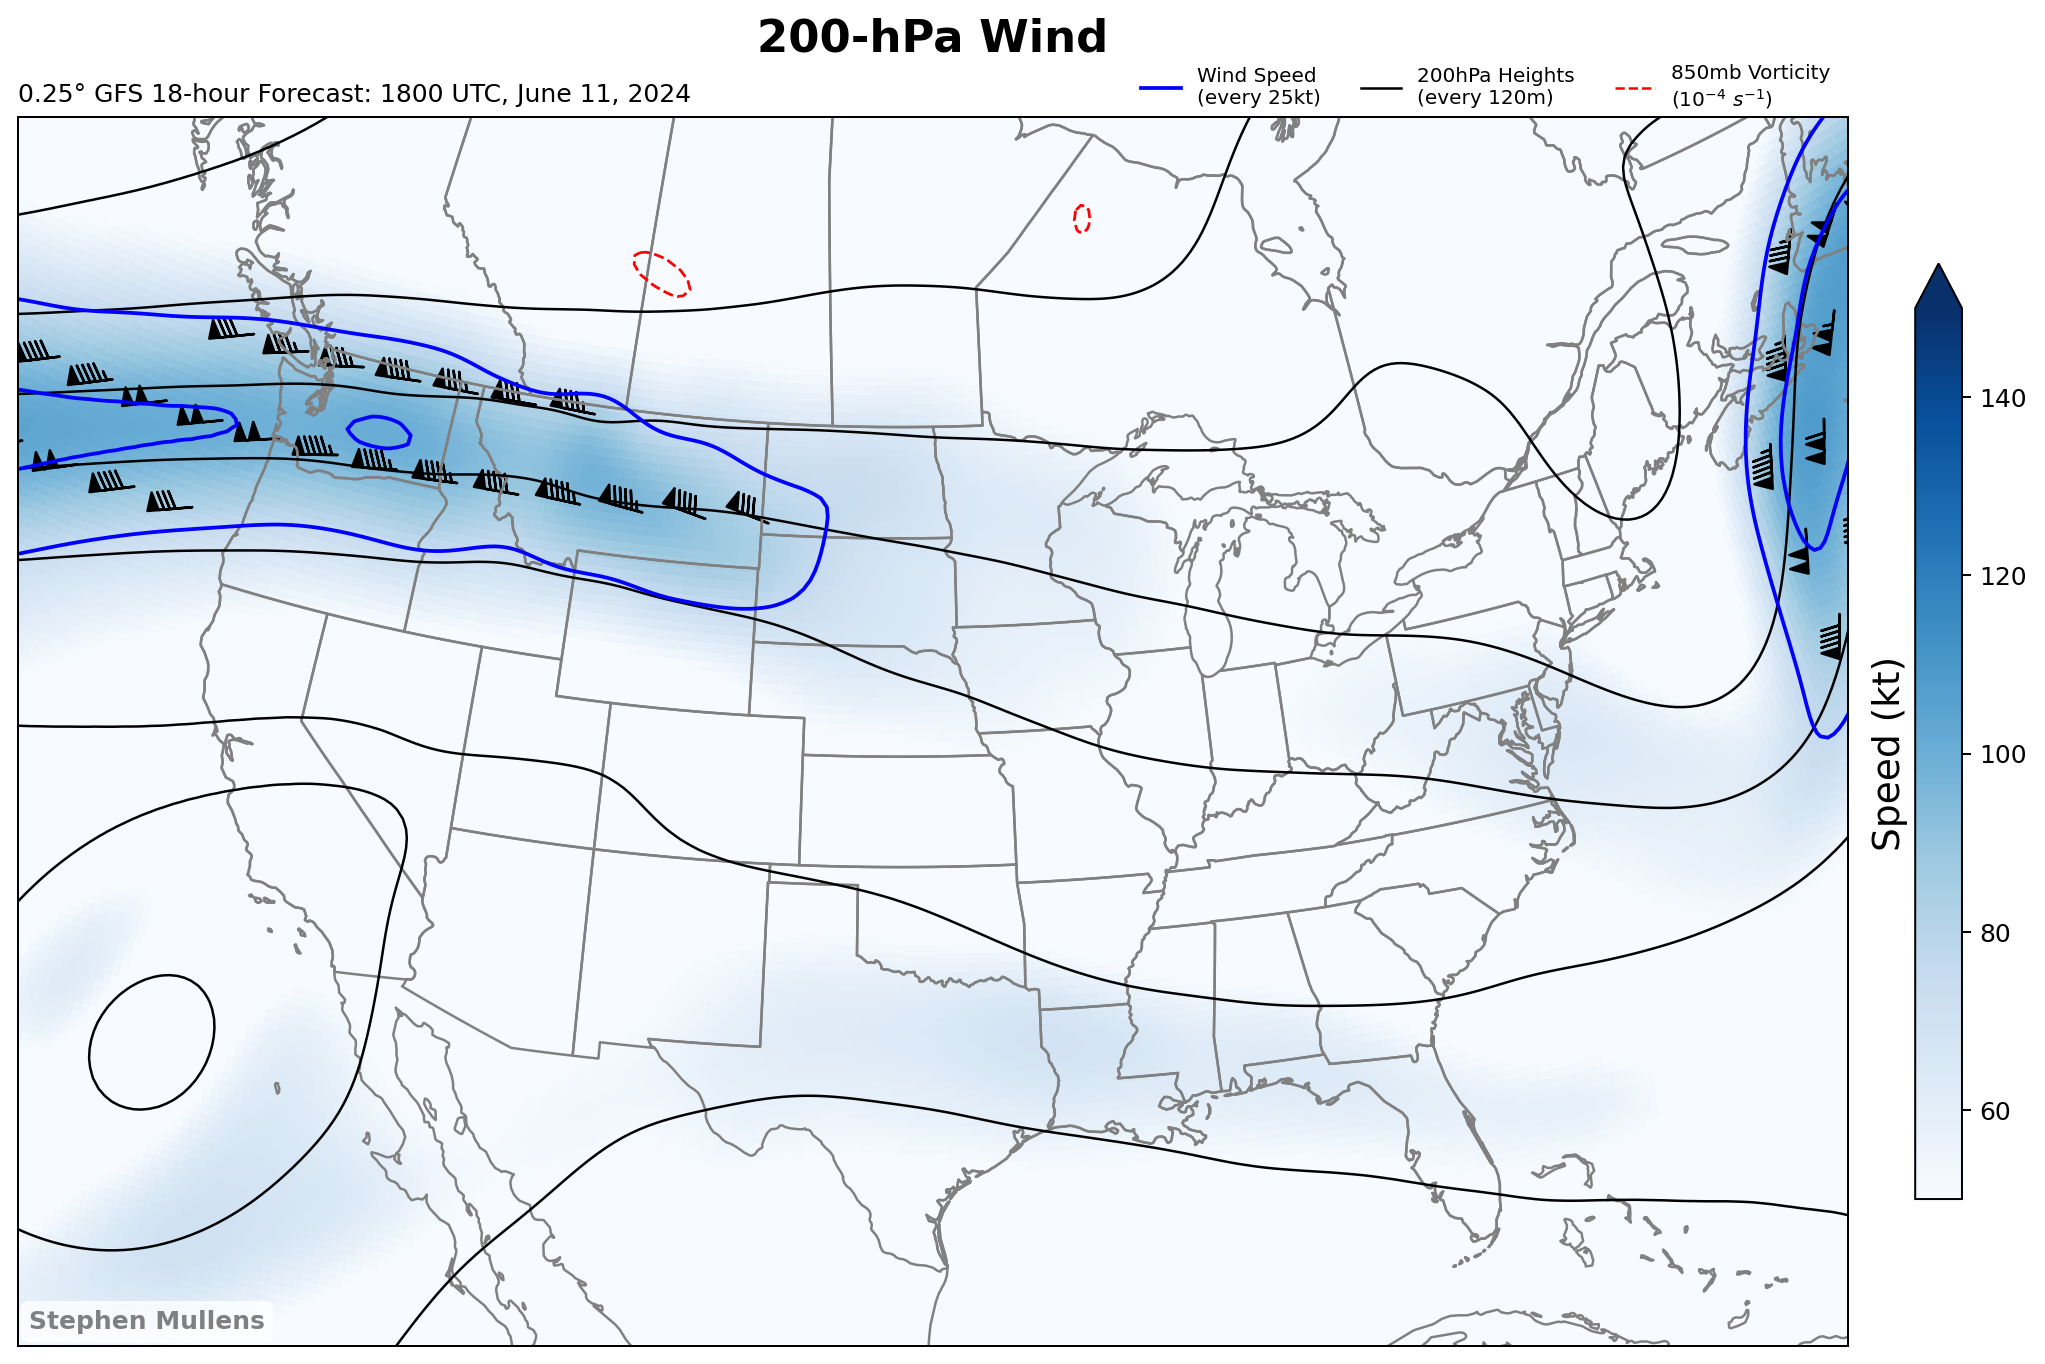 200-hPa Wind
0.25° GFS 18-hour Forecast: 1800 UTC, June 11, 2024
Wind Speed
(every 25kt)
200hPa Heights
(every 120m)
850mb Vorticity
(10⁻⁴ s⁻¹)
140
120
100
80
60
Speed (kt)
Stephen Mullens